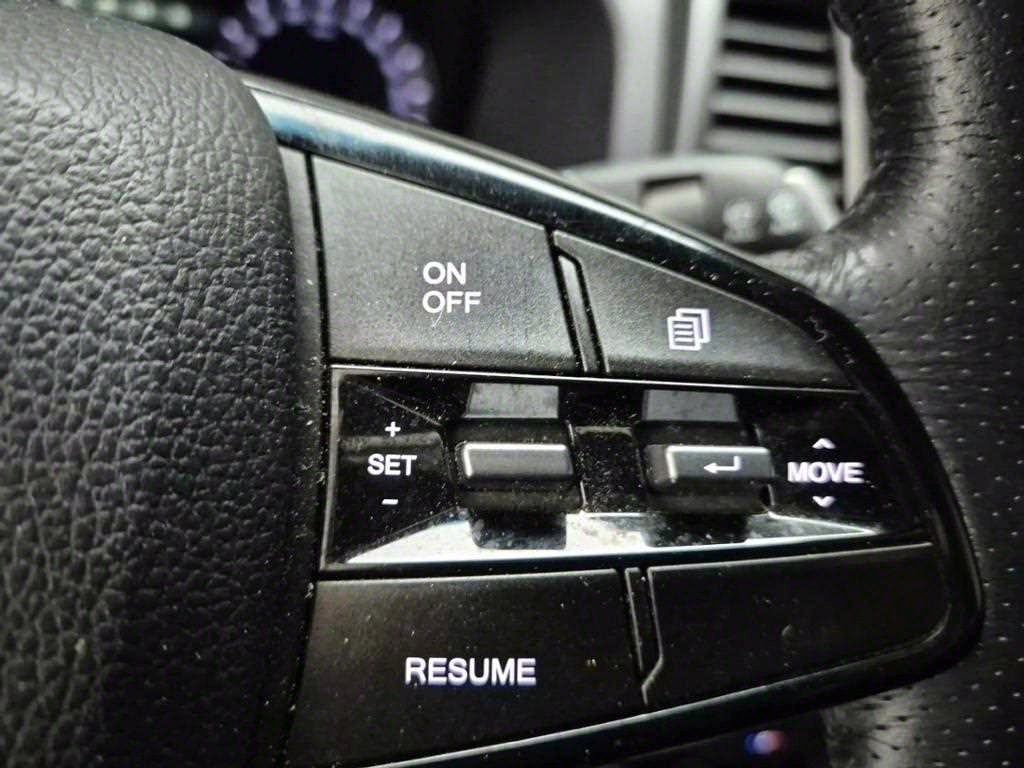 ON
OFF
+
SET
-
MOVE
RESUME